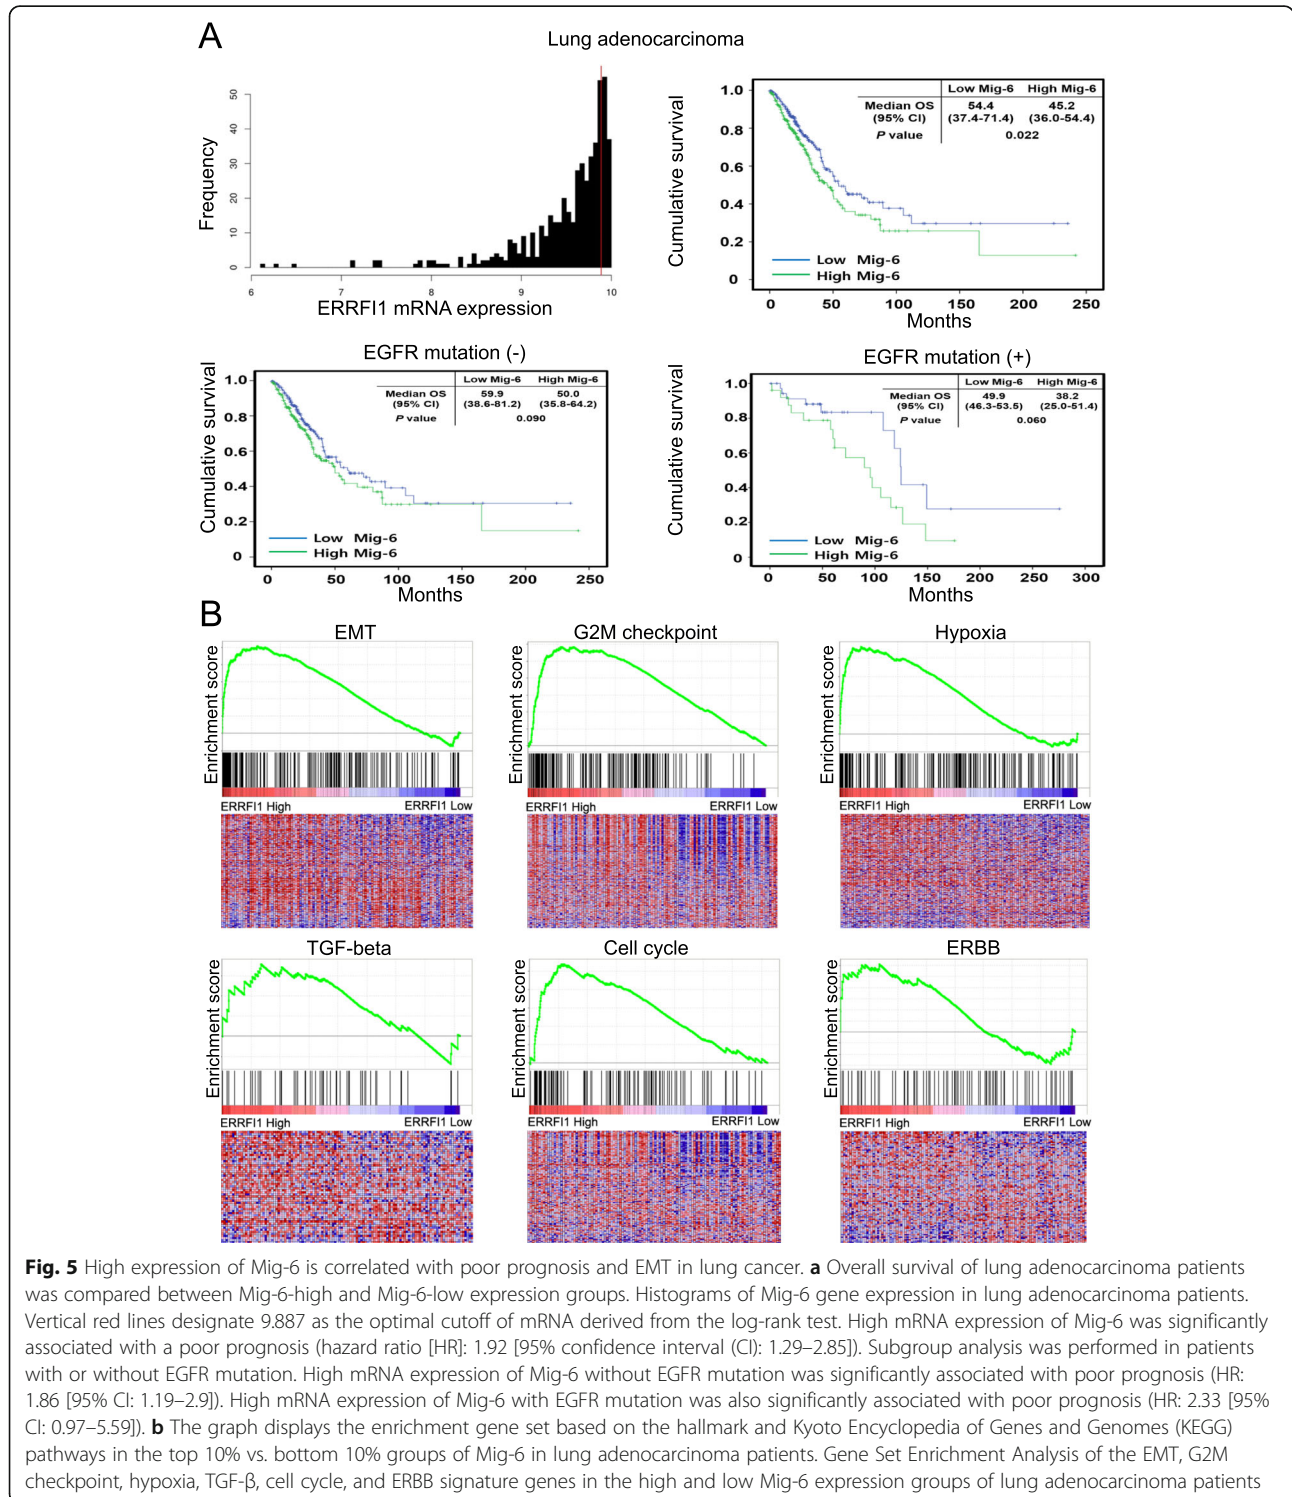 A
Lung adenocarcinoma
Frequency
50
40
30
20
10
0
6 7 8 9 10
ERRFI1 mRNA expression
Cumulative survival
1.0
0.8
0.6
0.4
0.2
0
Low Mig-6 High Mig-6
Median OS 54.4 45.2
(95% CI) (37.4-71.4) (36.0-54.4)
P value 0.022
Low Mig-6
High Mig-6
0 50 100 150 200 250
Months
EGFR mutation (-)
Cumulative survival
1.0
0.8
0.6
0.4
0.2
0
Low Mig-6 High Mig-6
Median OS 59.9 50.0
(95% CI) (38.6-81.2) (35.8-64.2)
P value 0.090
Low Mig-6
High Mig-6
0 50 100 150 200 250
Months
EGFR mutation (+)
Cumulative survival
1.0
0.8
0.6
0.4
0.2
0
Low Mig-6 High Mig-6
Median OS 49.9 38.2
(95% CI) (46.3-53.5) (25.0-51.4)
P value 0.060
Low Mig-6
High Mig-6
0 50 100 150 200 250 300
Months
B
EMT
Enrichment score
ERRFI1 High ERRFI1 Low
G2M checkpoint
Enrichment score
ERRFI1 High ERRFI1 Low
Hypoxia
Enrichment score
ERRFI1 High ERRFI1 Low
TGF-beta
Enrichment score
ERRFI1 High ERRFI1 Low
Cell cycle
Enrichment score
ERRFI1 High ERRFI1 Low
ERBB
Enrichment score
ERRFI1 High ERRFI1 Low
Fig. 5 High expression of Mig-6 is correlated with poor prognosis and EMT in lung cancer. a Overall survival of lung adenocarcinoma patients
was compared between Mig-6-high and Mig-6-low expression groups. Histograms of Mig-6 gene expression in lung adenocarcinoma patients.
Vertical red lines designate 9.887 as the optimal cutoff of mRNA derived from the log-rank test. High mRNA expression of Mig-6 was significantly
associated with a poor prognosis (hazard ratio [HR]: 1.92 [95% confidence interval (CI): 1.29–2.85]). Subgroup analysis was performed in patients
with or without EGFR mutation. High mRNA expression of Mig-6 without EGFR mutation was significantly associated with poor prognosis (HR:
1.86 [95% CI: 1.19–2.9]). High mRNA expression of Mig-6 with EGFR mutation was also significantly associated with poor prognosis (HR: 2.33 [95%
CI: 0.97–5.59]). b The graph displays the enrichment gene set based on the hallmark and Kyoto Encyclopedia of Genes and Genomes (KEGG)
pathways in the top 10% vs. bottom 10% groups of Mig-6 in lung adenocarcinoma patients. Gene Set Enrichment Analysis of the EMT, G2M
checkpoint, hypoxia, TGF-β, cell cycle, and ERBB signature genes in the high and low Mig-6 expression groups of lung adenocarcinoma patients